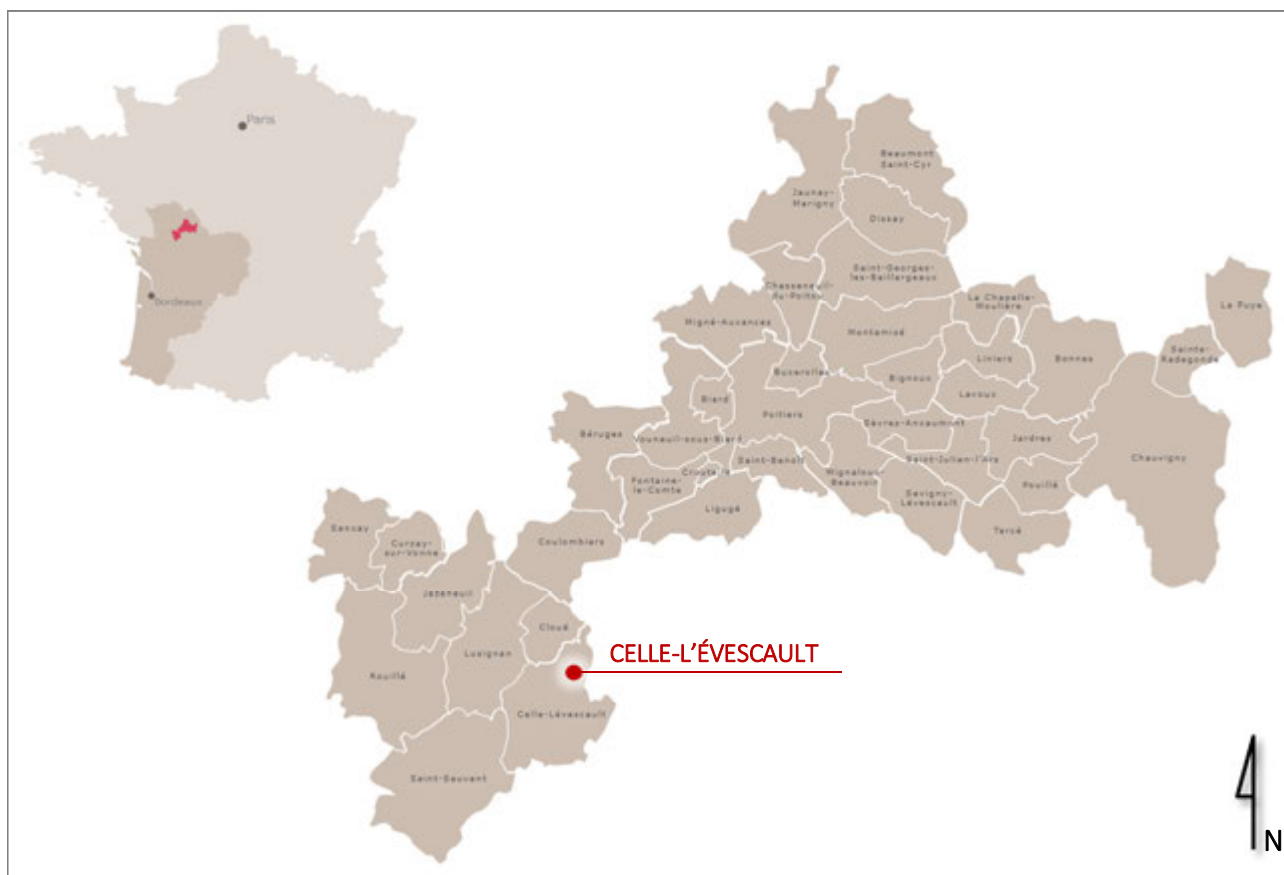 Paris
Bordeaux
Beaumont
Saint-Cyr
Jaunay-
Marigny
Dissay
Saint-Georges-
les-Baillargeaux
Chasseneuil-
du-Poitou
La Chapelle-
Moulière
La Puye
Migné-Auxances
Montamisé
Sainte-
Radegonde
Liniers
Bonnes
Buxerolles
Bignoux
Lavoux
Biard
Poitiers
Sèvres-Anxaumont
Béruges
Vouneuil-sous-Biard
Jardres
Chauvigny
Saint-Benoît
Saint-Julien-l'Ars
Croutelle
Mignaloux-
Beauvoir
Fontaine-
le-Comte
Pouillé
Savigny-
Lévescault
Ligugé
Tercé
Sanxay
Curzay-
sur-Vonne
Coulombiers
Jazeneuil
Cloué
Lusignan
CELLE-L'ÉVESCAULT
Rouillé
Celle-Lévescault
Saint-Sauvant
N